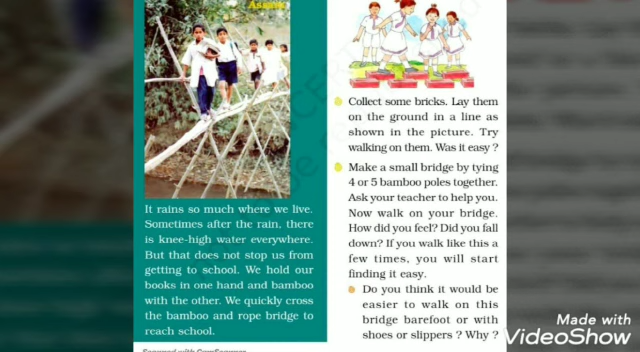 Assam
It rains so much where we live.
Sometimes after the rain, there
is knee-high water everywhere.
But that does not stop us from
getting to school. We hold our
books in one hand and bamboo
with the other. We quickly cross
the bamboo and rope bridge to
reach school.
Collect some bricks. Lay them
on the ground in a line as
shown in the picture. Try
walking on them. Was it easy ?
Make a small bridge by tying
4 or 5 bamboo poles together.
Ask your teacher to help you.
Now walk on your bridge.
How did you feel? Did you fall
down? If you walk like this a
few times, you will start
finding it easy.
Do you think it would be
easier to walk on this
bridge barefoot or with
shoes or slippers ? Why ?
Made with
VideoShow